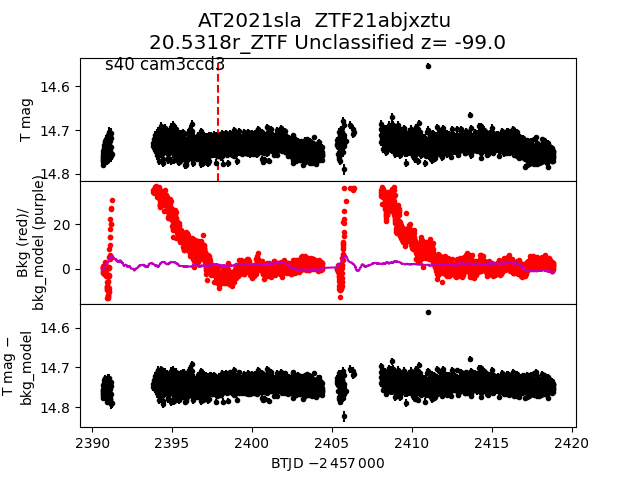 AT2021sla  ZTF21abjxztu
20.5318r_ZTF Unclassified z= -99.0
s40 cam3ccd3
T mag
14.6
14.7
14.8
Bkg (red)/
bkg_model (purple)
20
0
T mag −
bkg_model
14.6
14.7
14.8
2390 2395 2400 2405 2410 2415 2420
BTJD −2 457 000